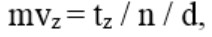 mv_z = t_z / n / d,